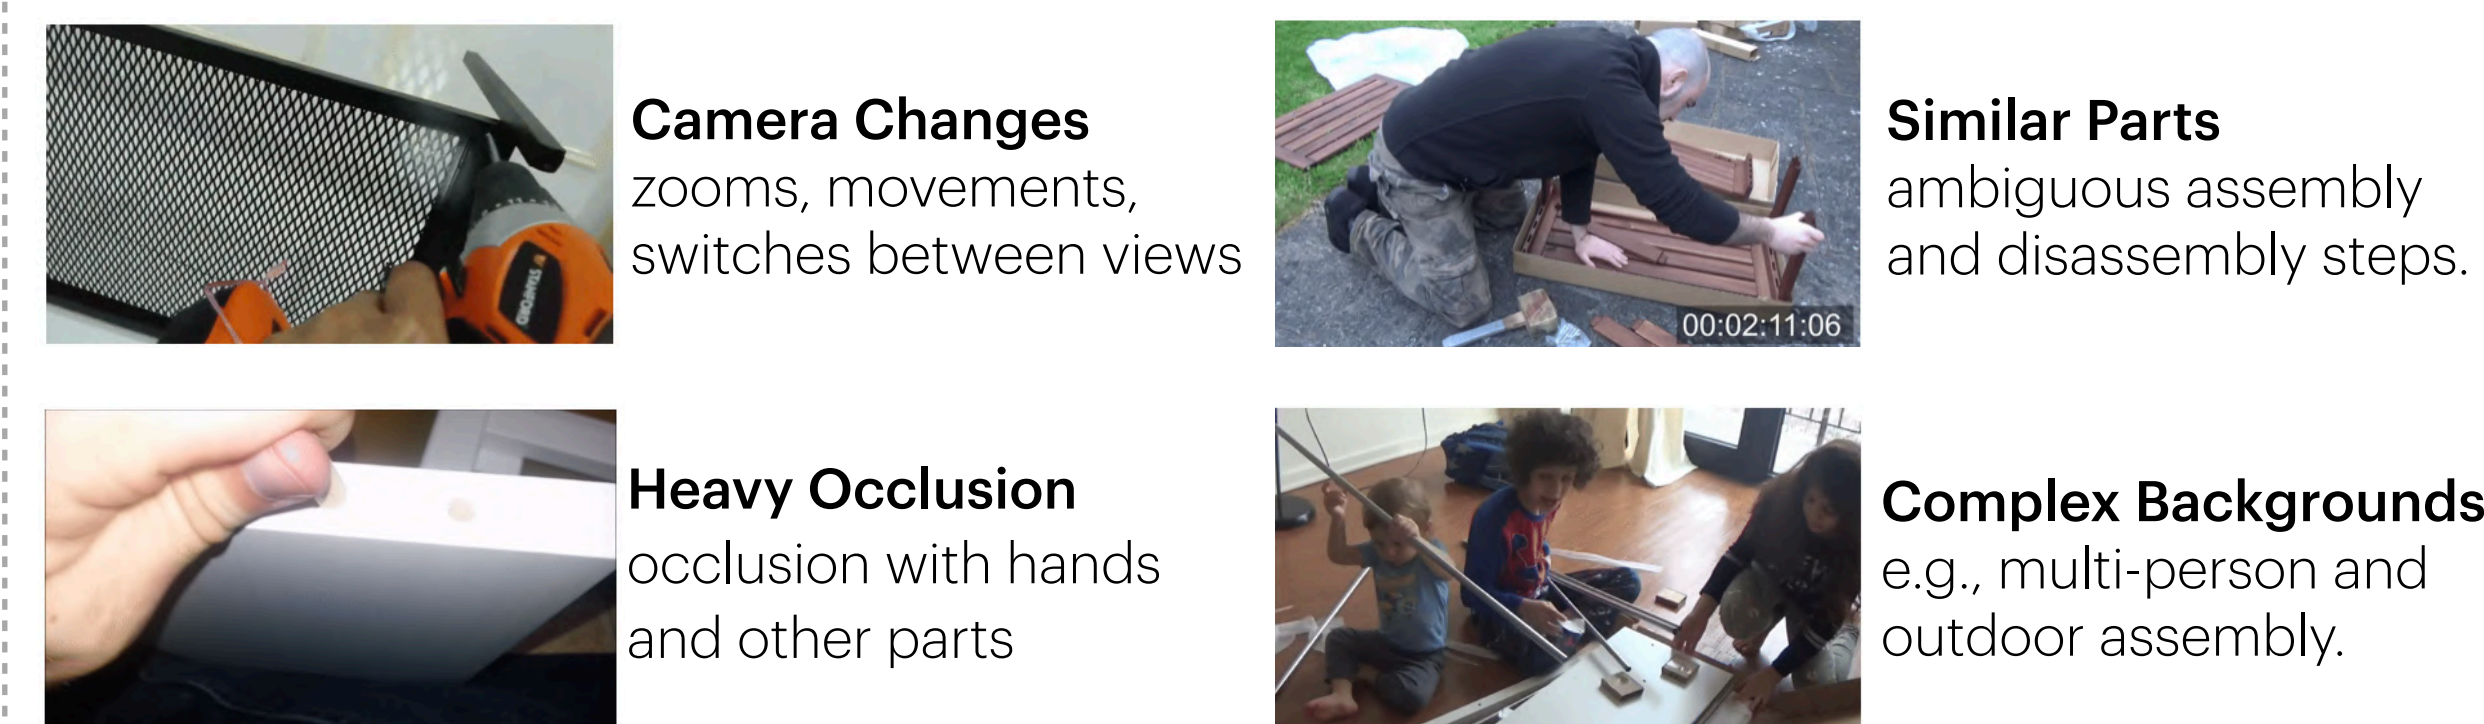 Camera Changes
zooms, movements,
switches between views
STANFORD
00:02:11:06
Similar Parts
ambiguous assembly
and disassembly steps.
Heavy Occlusion
occlusion with hands
and other parts
Complex Backgrounds
e.g., multi-person and
outdoor assembly.